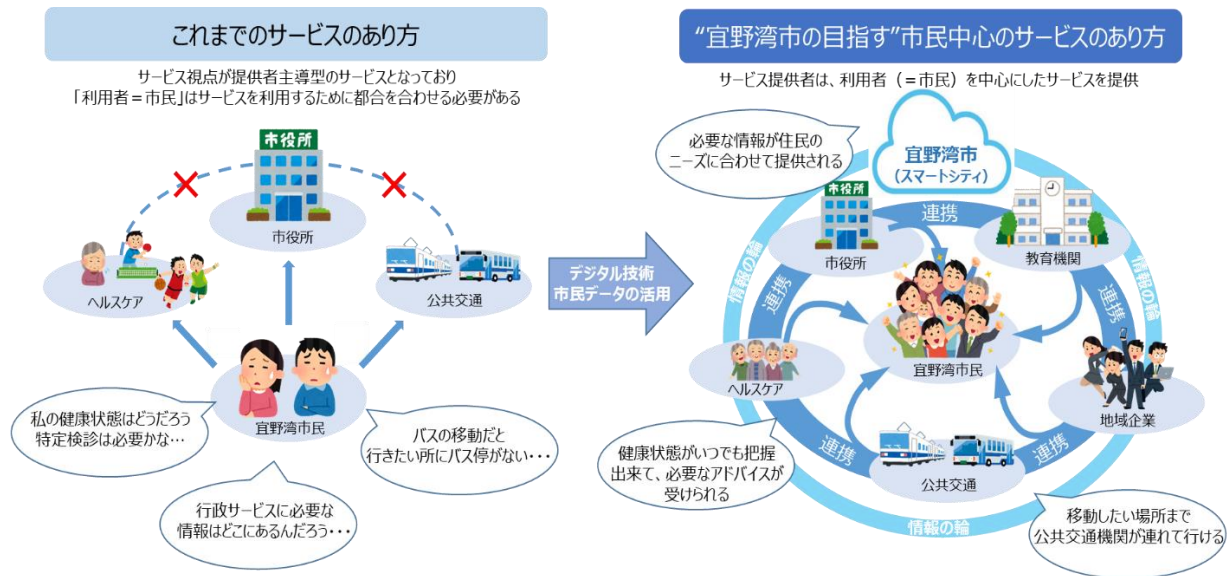 これまでのサービスのあり方
サービス視点が提供者主導型のサービスとなっており
「利用者＝市民」はサービスを利用するために都合を合わせる必要がある
市役所
市役所
ヘルスケア
公共交通
宜野湾市民
私の健康状態はどうだろう
特定検診は必要かな…
バスの移動だと
行きたい所にバス停がない・・・
行政サービスに必要な
情報はどこにあるんだろう・・・
デジタル技術
市民データの活用
“宜野湾市の目指す”市民中心のサービスのあり方
サービス提供者は、利用者（＝市民）を中心にしたサービスを提供
必要な情報が住民の
ニーズに合わせて提供される
宜野湾市
（スマートシティ）
市役所
市役所
連携
教育機関
情報の輪
情報の輪
連携
連携
宜野湾市民
ヘルスケア
地域企業
連携
連携
公共交通
情報の輪
健康状態がいつでも把握
出来て、必要なアドバイスが
受けられる
移動したい場所まで
公共交通機関が連れて行ける